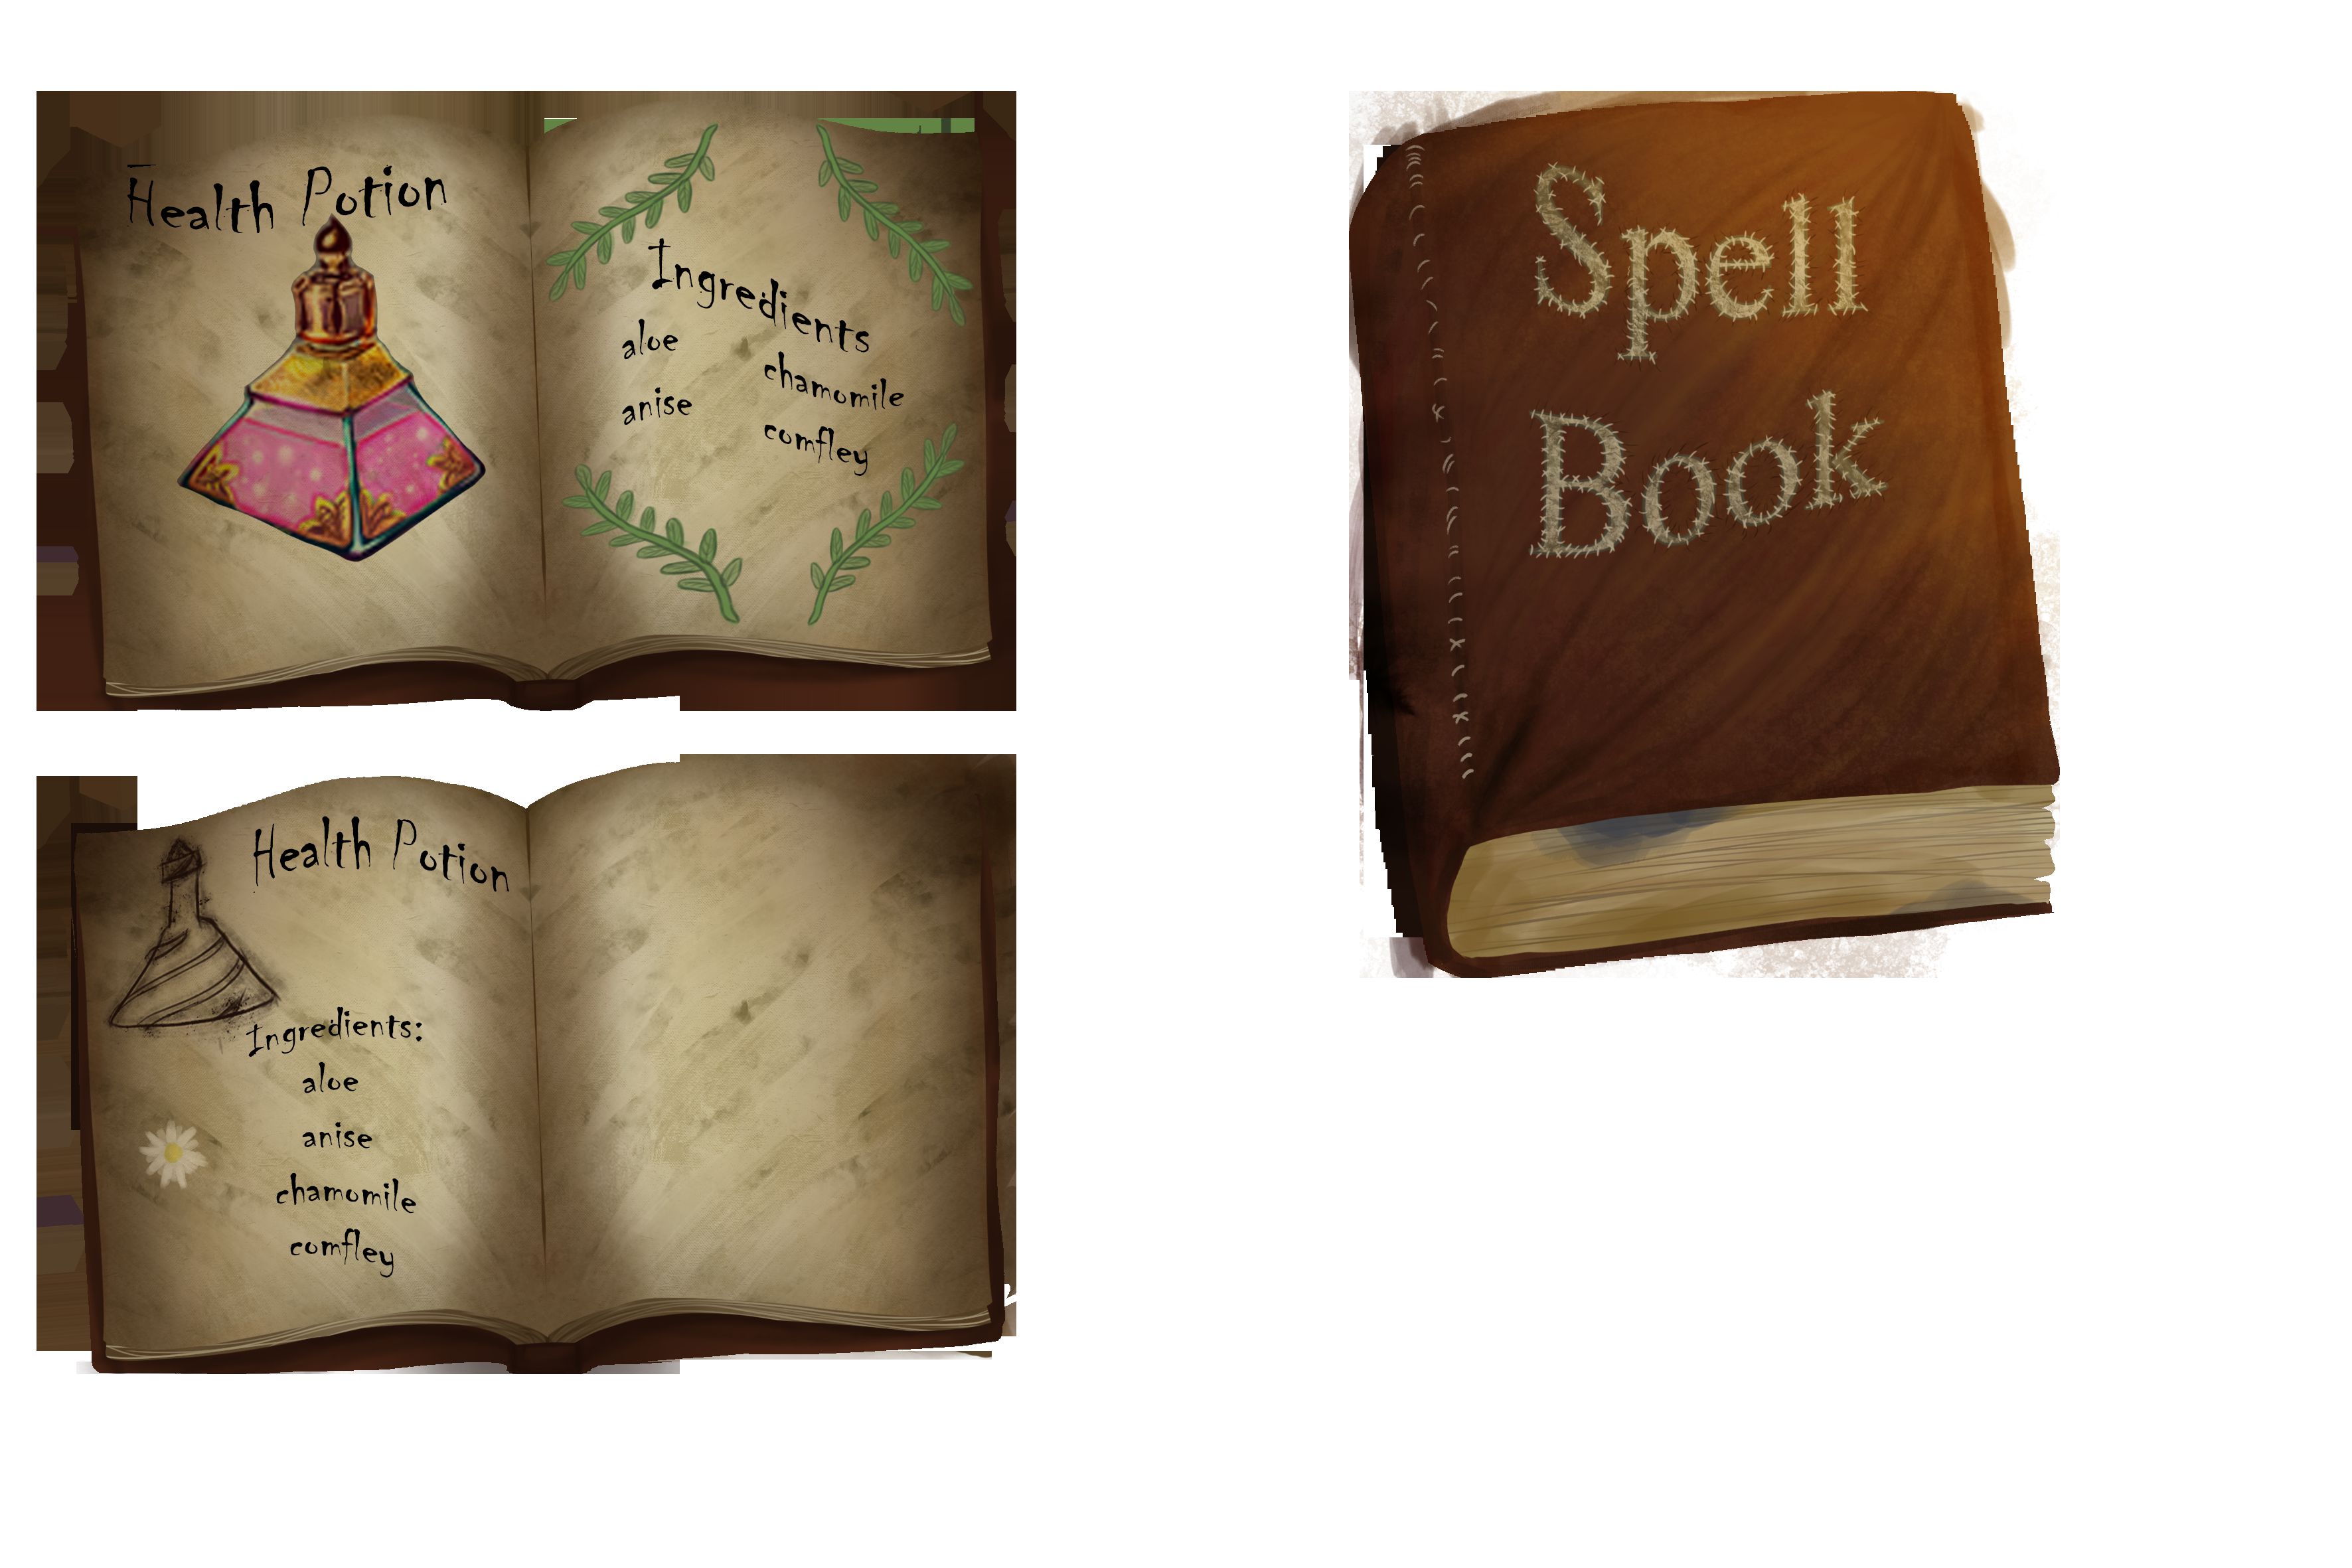 Health Potion
Ingredients
aloe
anise
chamomile
comfley
Health Potion
Ingredients:
aloe
anise
chamomile
comfley
Spell
Book